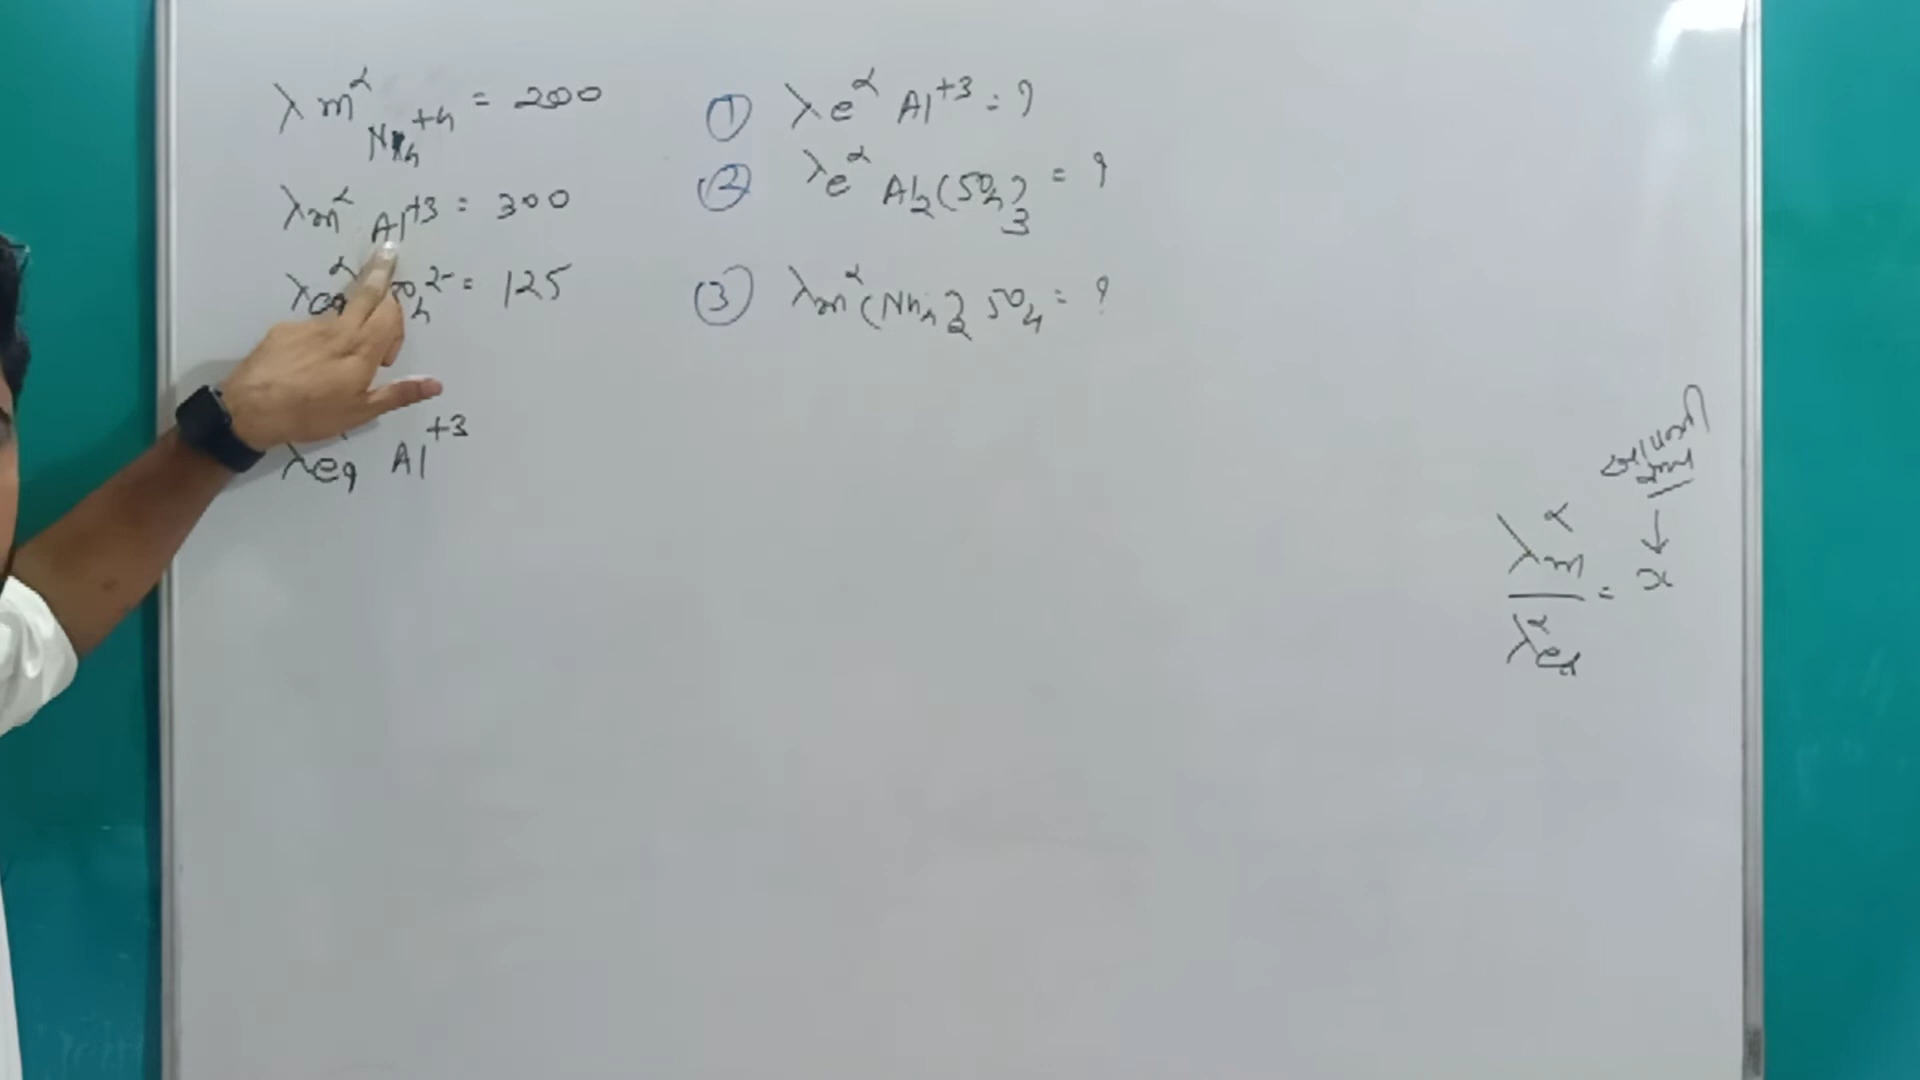 λm^α NH4^+4 = 200
λm^α Al^+3 = 300
λeq^α SO4^2- = 125
λeq Al^+3
① λe^α Al^+3 = ?
② λe^α Al2(SO4)3 = ?
③ λm^α (NH4)2 SO4 = ?
↓
λm^α / λeq^α = x